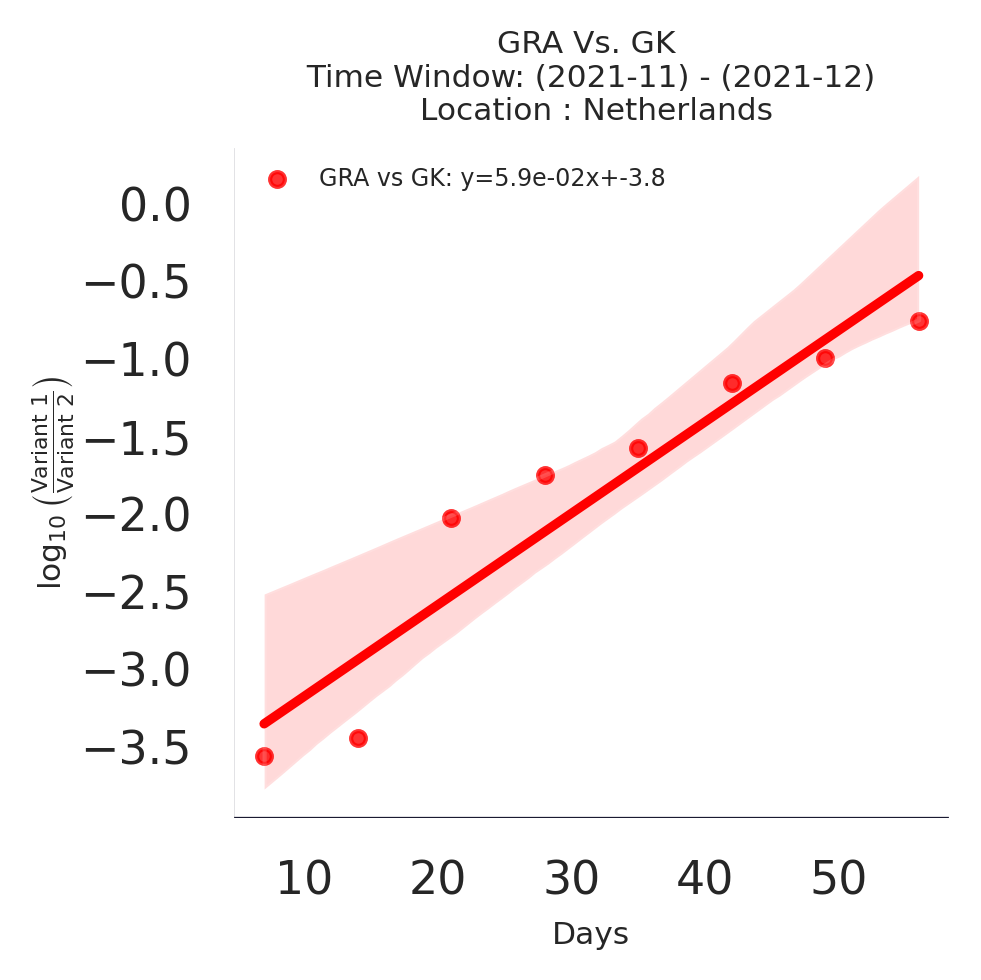 GRA Vs. GK
Time Window: (2021-11) - (2021-12)
Location : Netherlands
GRA vs GK: y=5.9e-02x+-3.8
0.0
−0.5
−1.0
−1.5
−2.0
−2.5
−3.0
−3.5
log10 (Variant 1 / Variant 2)
10 20 30 40 50
Days